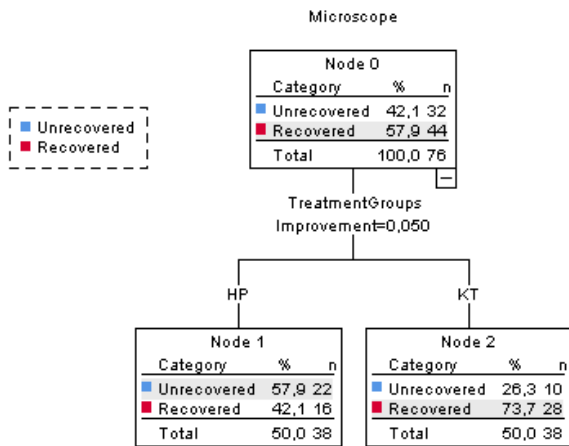 Microscope
Node 0
Category % n
Unrecovered 42,1 32
Recovered 57,9 44
Total 100,0 76
Unrecovered
Recovered
TreatmentGroups
Improvement=0,050
HP
KT
Node 1
Category % n
Unrecovered 57,9 22
Recovered 42,1 16
Total 50,0 38
Node 2
Category % n
Unrecovered 26,3 10
Recovered 73,7 28
Total 50,0 38